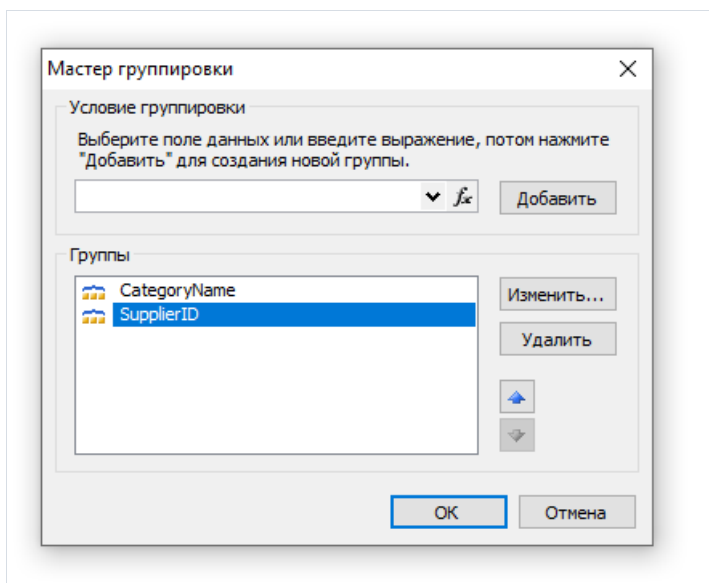 Мастер группировки
Условие группировки
Выберите поле данных или введите выражение, потом нажмите
"Добавить" для создания новой группы.
fx
Добавить
Группы
CategoryName
SupplierID
Изменить...
Удалить
OK
Отмена